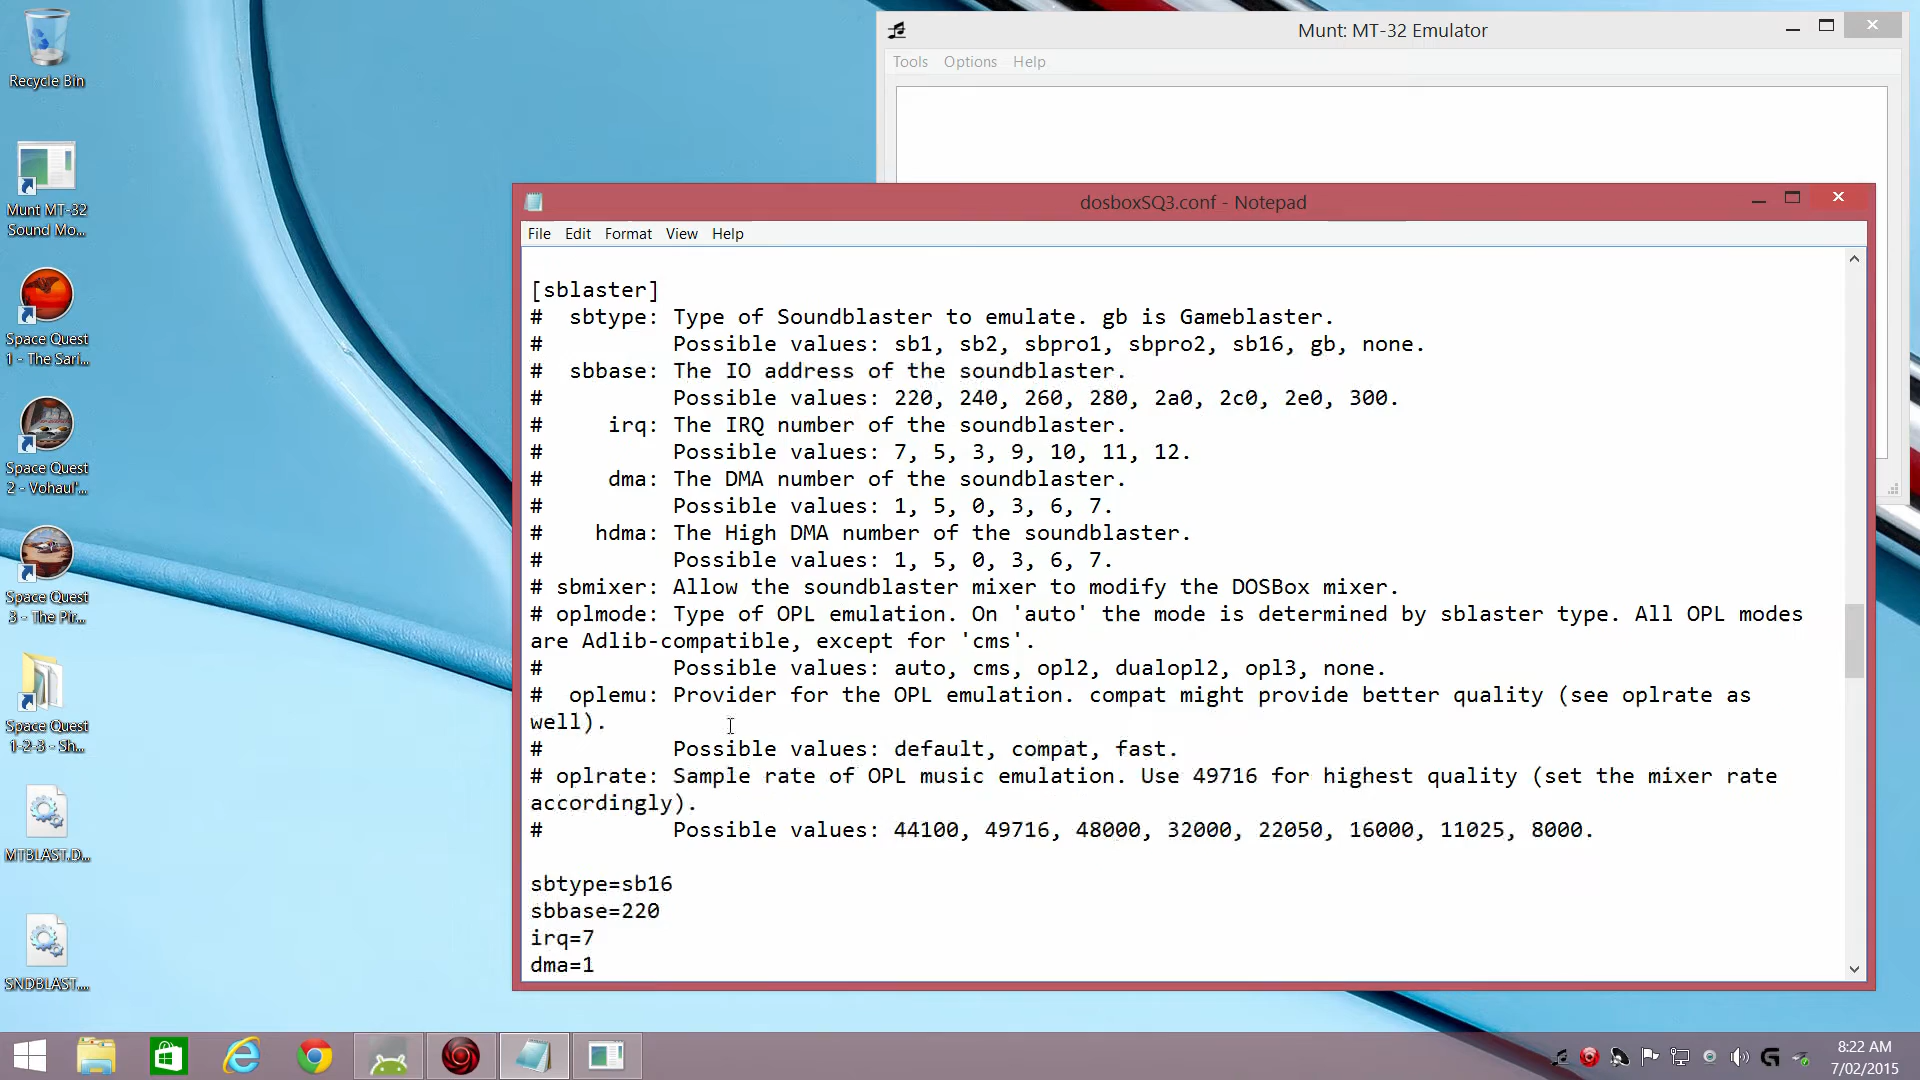 Recycle Bin
Munt MT-32
Sound Mo...
Space Quest
1 - The Sari...
Space Quest
2 - Vohaul'...
Space Quest
3 - The Pir...
Space Quest
1-2-3 - Sh...
MTBLAST.D...
SNDBLAST....
Munt: MT-32 Emulator
Tools Options Help
dosboxSQ3.conf - Notepad
File Edit Format View Help
[sblaster]
#  sbtype: Type of Soundblaster to emulate. gb is Gameblaster.
#          Possible values: sb1, sb2, sbpro1, sbpro2, sb16, gb, none.
#  sbbase: The IO address of the soundblaster.
#          Possible values: 220, 240, 260, 280, 2a0, 2c0, 2e0, 300.
#     irq: The IRQ number of the soundblaster.
#          Possible values: 7, 5, 3, 9, 10, 11, 12.
#     dma: The DMA number of the soundblaster.
#          Possible values: 1, 5, 0, 3, 6, 7.
#    hdma: The High DMA number of the soundblaster.
#          Possible values: 1, 5, 0, 3, 6, 7.
# sbmixer: Allow the soundblaster mixer to modify the DOSBox mixer.
# oplmode: Type of OPL emulation. On 'auto' the mode is determined by sblaster type. All OPL modes
are Adlib-compatible, except for 'cms'.
#          Possible values: auto, cms, opl2, dualopl2, opl3, none.
#  oplemu: Provider for the OPL emulation. compat might provide better quality (see oplrate as
well).
#          Possible values: default, compat, fast.
# oplrate: Sample rate of OPL music emulation. Use 49716 for highest quality (set the mixer rate
accordingly).
#          Possible values: 44100, 49716, 48000, 32000, 22050, 16000, 11025, 8000.
sbtype=sb16
sbbase=220
irq=7
dma=1
8:22 AM
7/02/2015